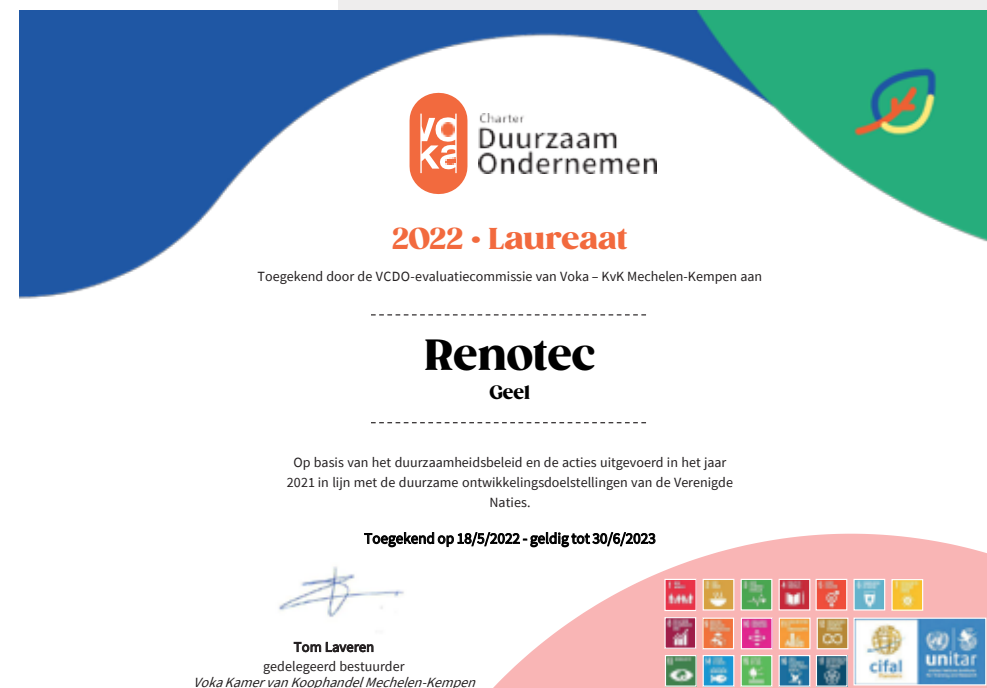 voka
Charter
Duurzaam
Ondernemen
2022 • Laureaat
Toegekend door de VCDO-evaluatiecommissie van Voka – KvK Mechelen-Kempen aan
Renotec
Geel
Op basis van het duurzaamheidsbeleid en de acties uitgevoerd in het jaar
2021 in lijn met de duurzame ontwikkelingsdoelstellingen van de Verenigde
Naties.
Toegekend op 18/5/2022 - geldig tot 30/6/2023
Tom Laveren
gedelegeerd bestuurder
Voka Kamer van Koophandel Mechelen-Kempen
cifal
unitar